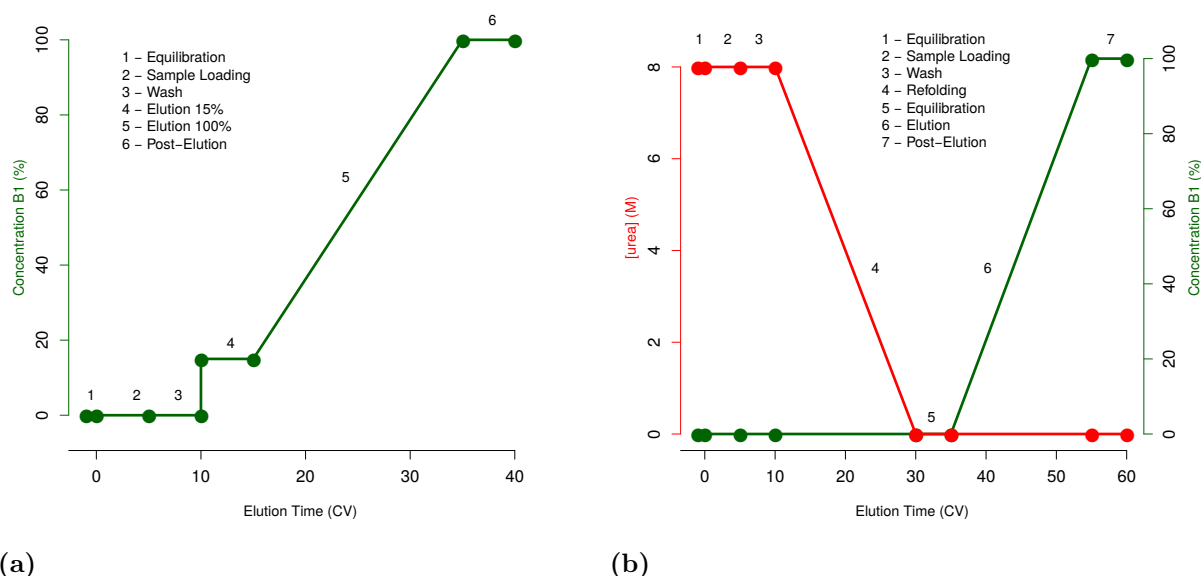 1 – Equilibration
2 – Sample Loading
3 – Wash
4 – Elution 15%
5 – Elution 100%
6 – Post–Elution
1
2
3
4
5
6
Concentration B1 (%)
0
20
40
60
80
100
0
10
20
30
40
Elution Time (CV)
(a)
1 – Equilibration
2 – Sample Loading
3 – Wash
4 – Refolding
5 – Equilibration
6 – Elution
7 – Post–Elution
1
2
3
4
5
6
7
[urea] (M)
0
2
4
6
8
Concentration B1 (%)
0
20
40
60
80
100
0
10
20
30
40
50
60
Elution Time (CV)
(b)